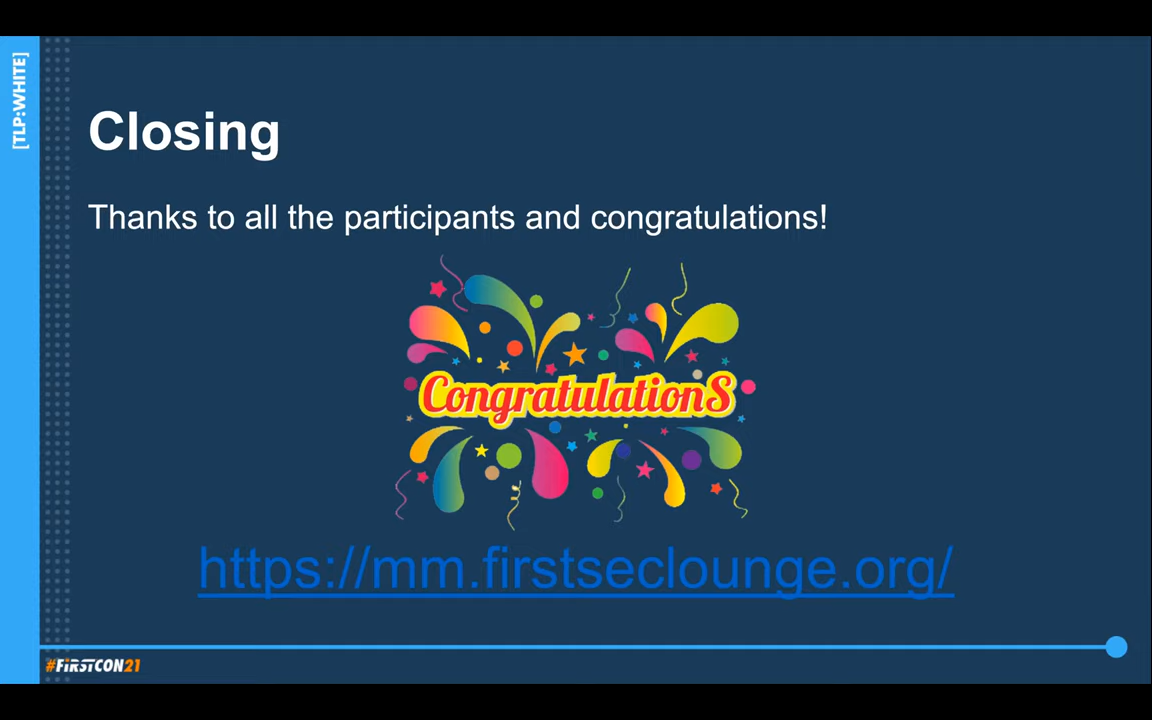 [TLP:WHITE]
Closing
Thanks to all the participants and congratulations!
CongratulationS
https://mm.firstseclounge.org/
#FiRSTCON21